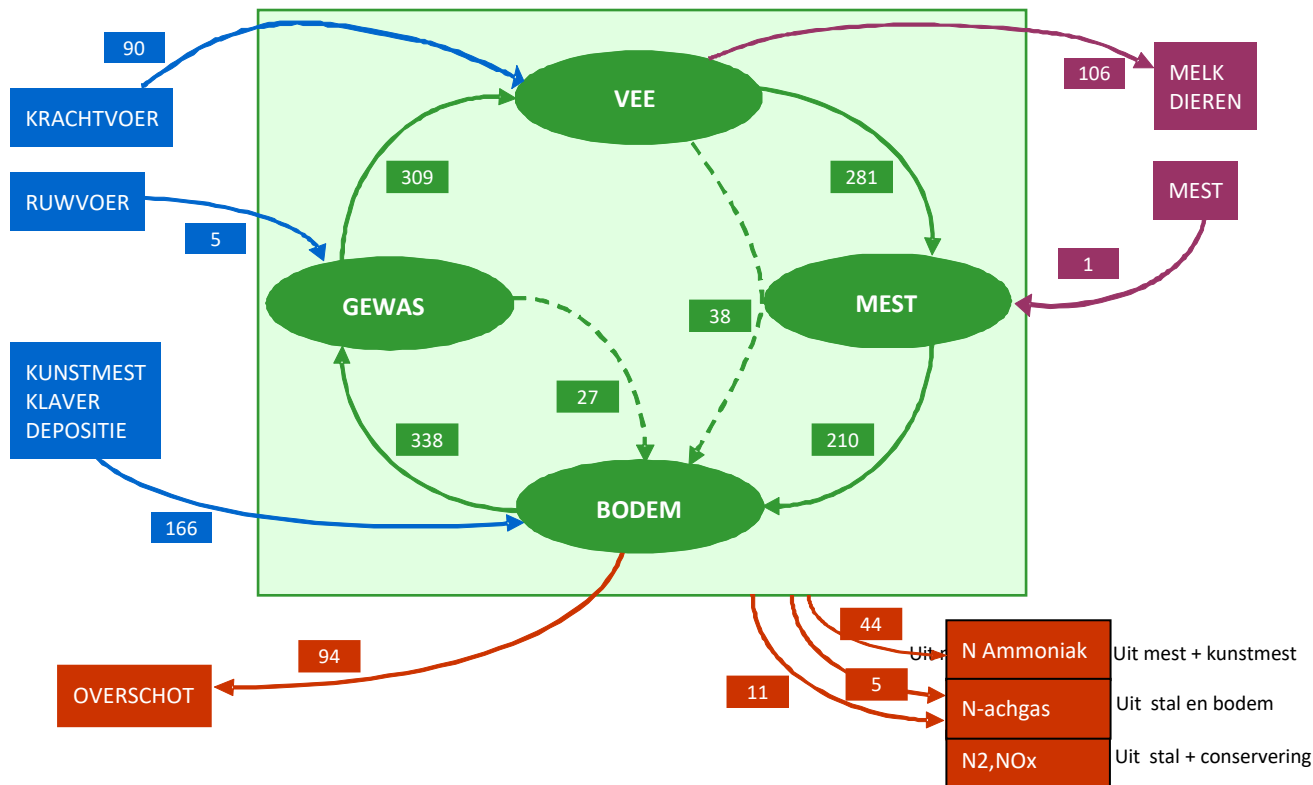 90
KRACHTVOER
VEE
106
MELK
DIEREN
309
281
RUWVOER
5
MEST
1
GEWAS
MEST
38
KUNSTMEST
KLAVER
DEPOSITIE
27
338
210
BODEM
166
94
OVERSCHOT
44
N Ammoniak
Uit mest + kunstmest
5
11
N-achgas
Uit stal en bodem
N2,NOx
Uit stal + conservering